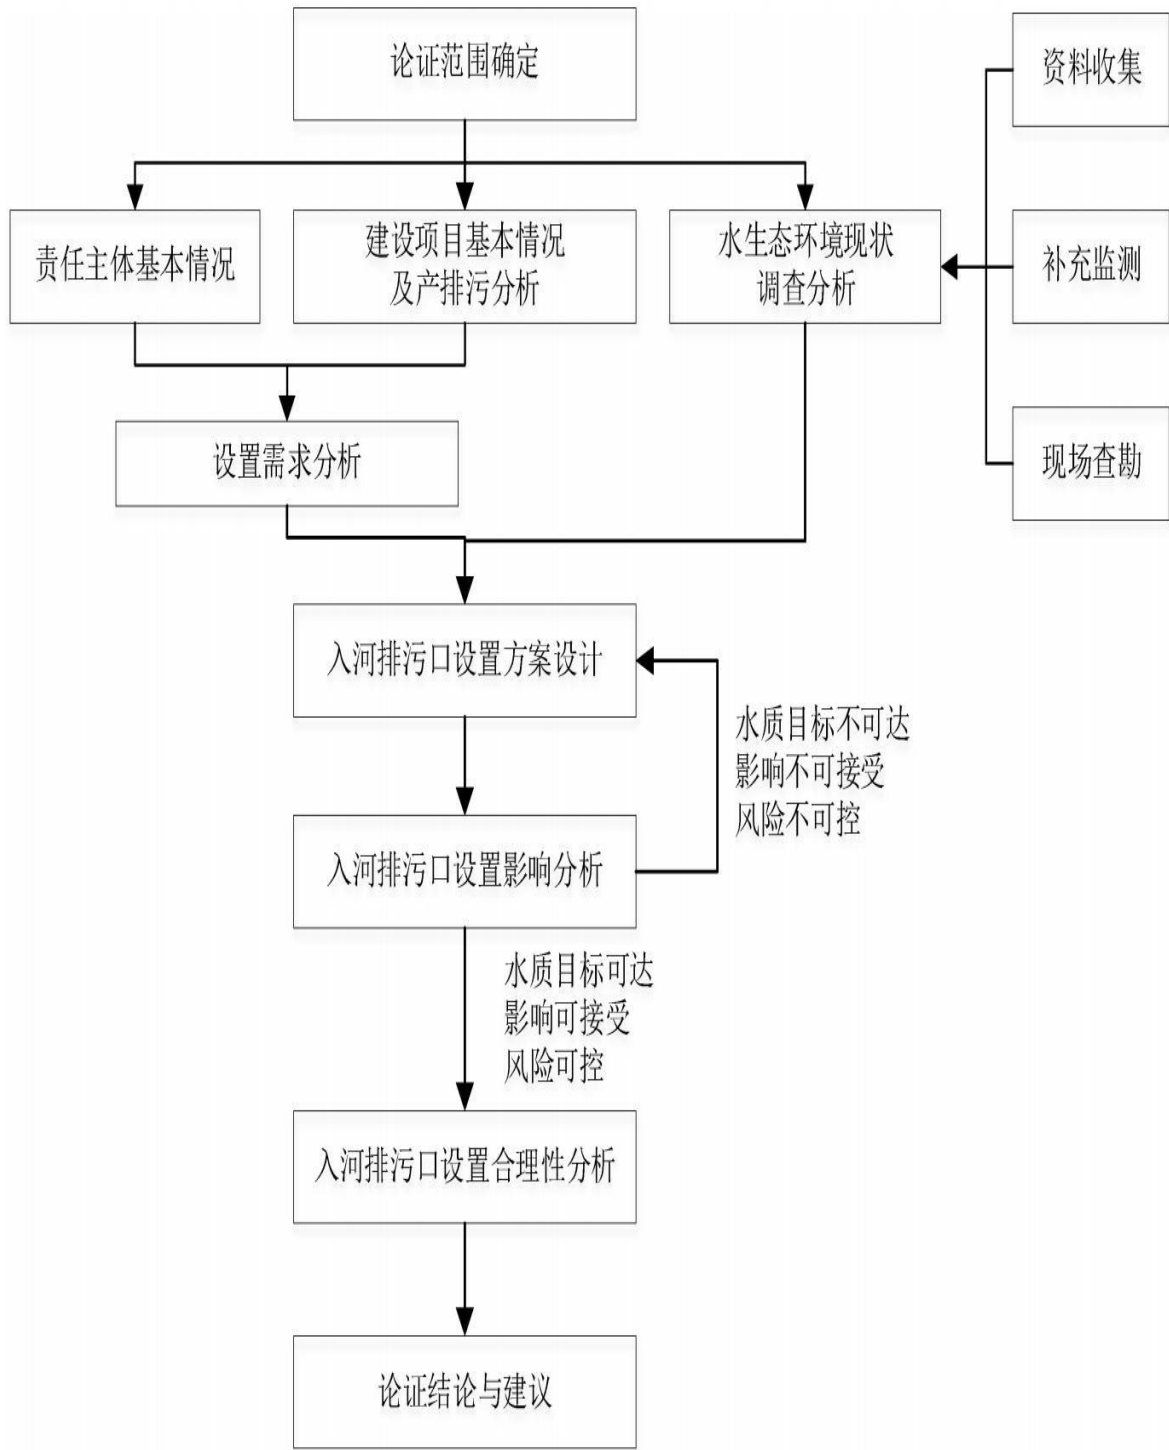 论证范围确定
资料收集
责任主体基本情况
建设项目基本情况
及产排污分析
水生态环境现状
调查分析
补充监测
设置需求分析
现场查勘
入河排污口设置方案设计
水质目标不可达
影响不可接受
风险不可控
入河排污口设置影响分析
水质目标可达
影响可接受
风险可控
入河排污口设置合理性分析
论证结论与建议